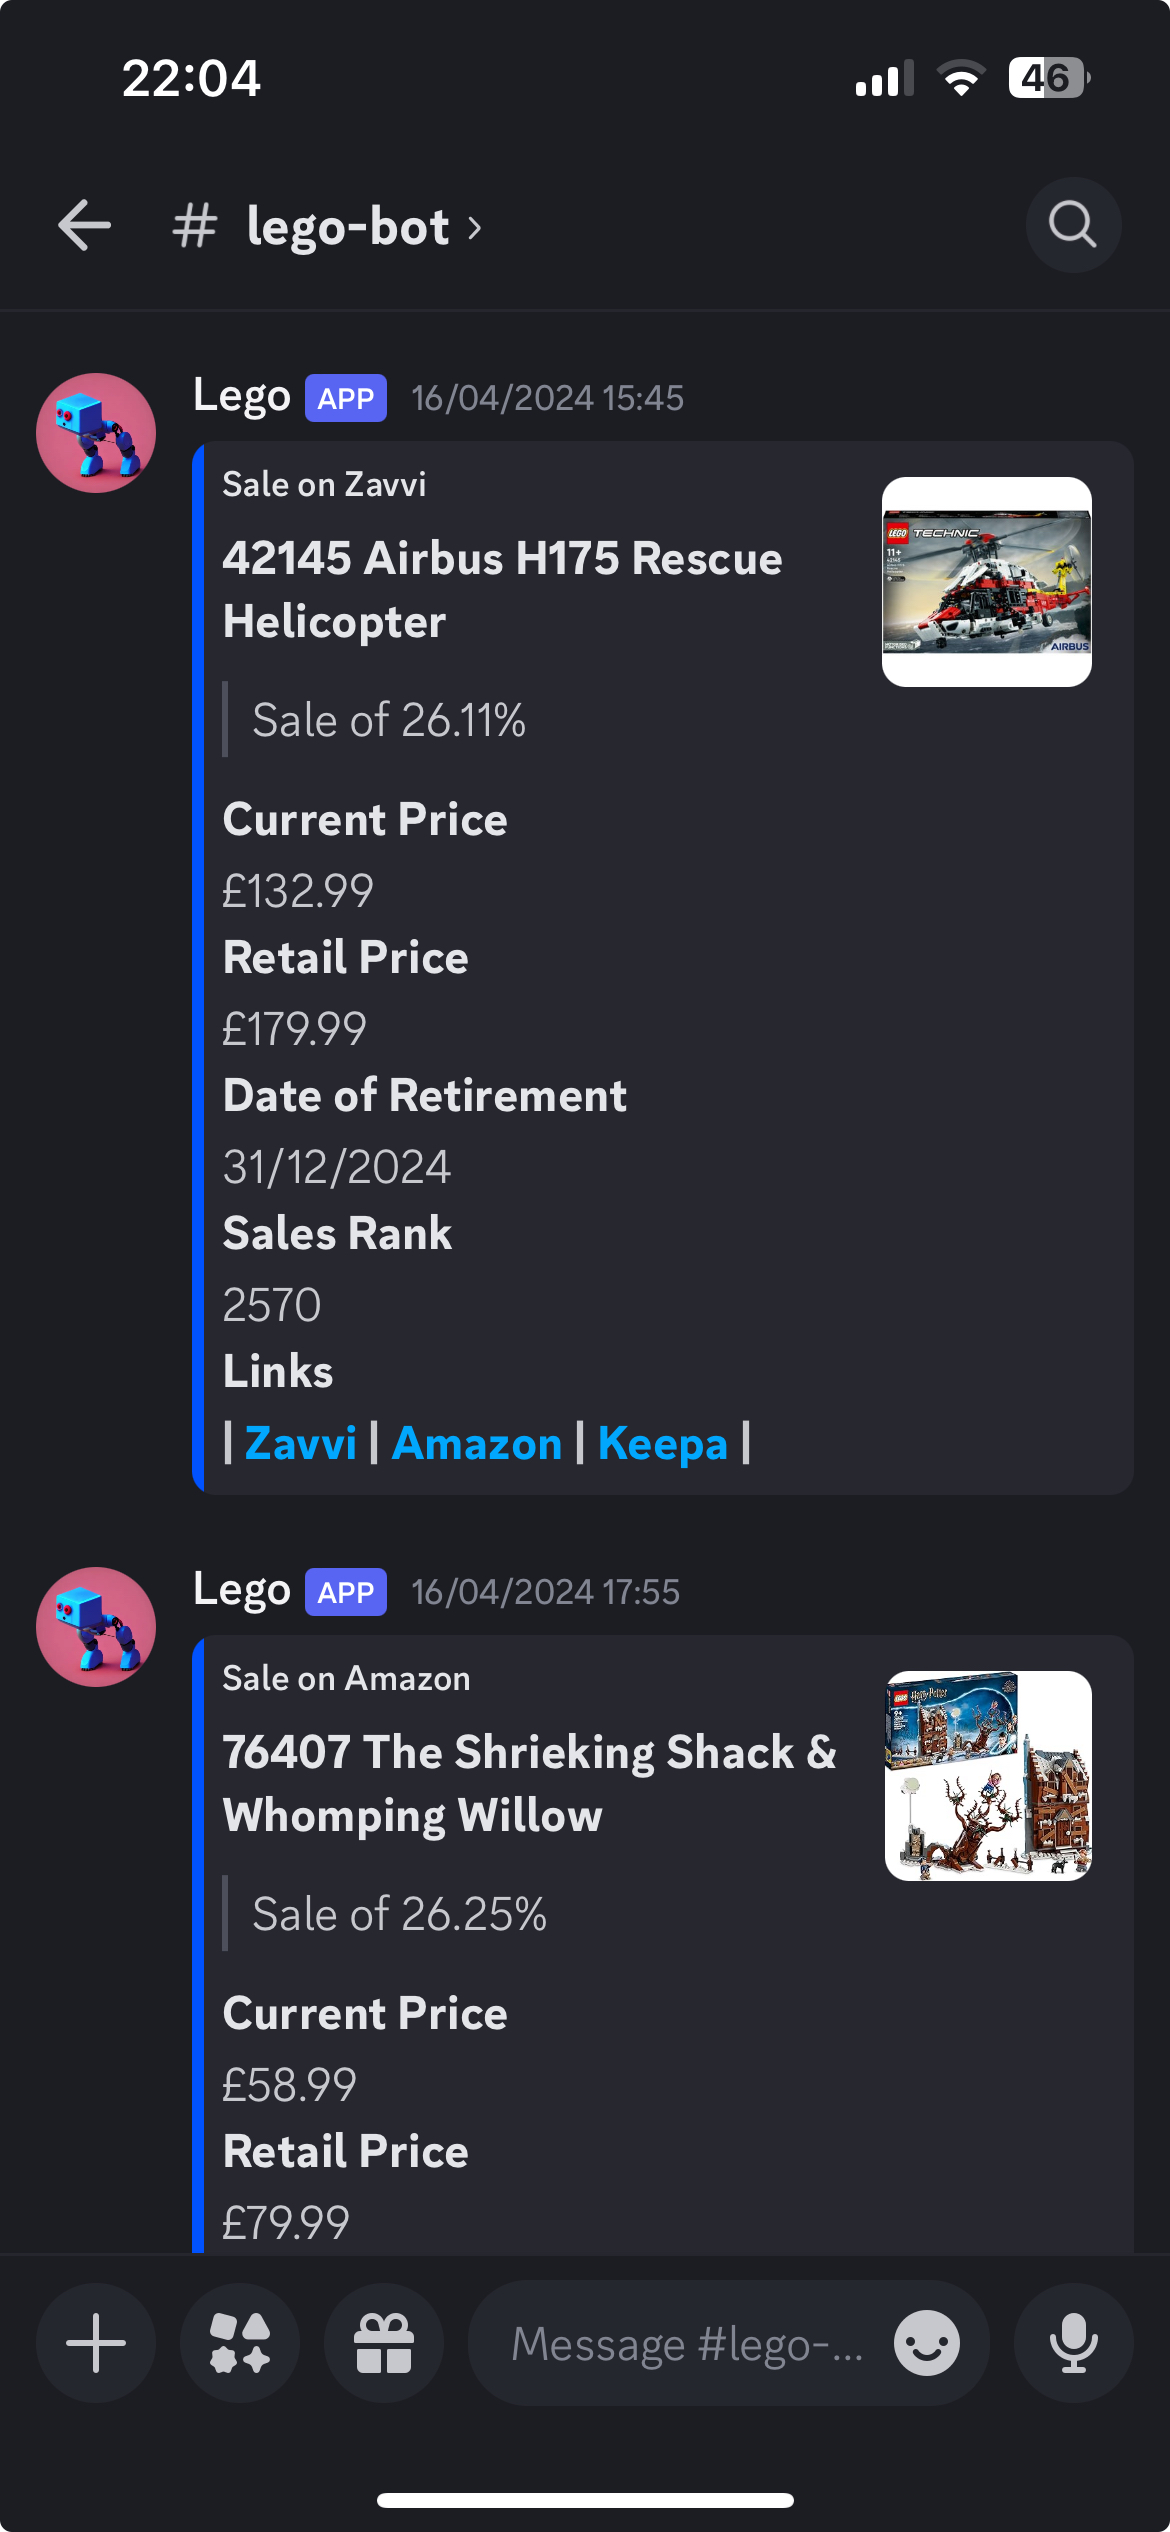 22:04
46
# lego-bot ›
Lego APP 16/04/2024 15:45
Sale on Zavvi
42145 Airbus H175 Rescue
Helicopter
LEGO TECHNIC
11+
AIRBUS
Sale of 26.11%
Current Price
£132.99
Retail Price
£179.99
Date of Retirement
31/12/2024
Sales Rank
2570
Links
| Zavvi | Amazon | Keepa |
Lego APP 16/04/2024 17:55
Sale on Amazon
76407 The Shrieking Shack &
Whomping Willow
LEGO Harry Potter
Sale of 26.25%
Current Price
£58.99
Retail Price
£79.99
Message #lego-...